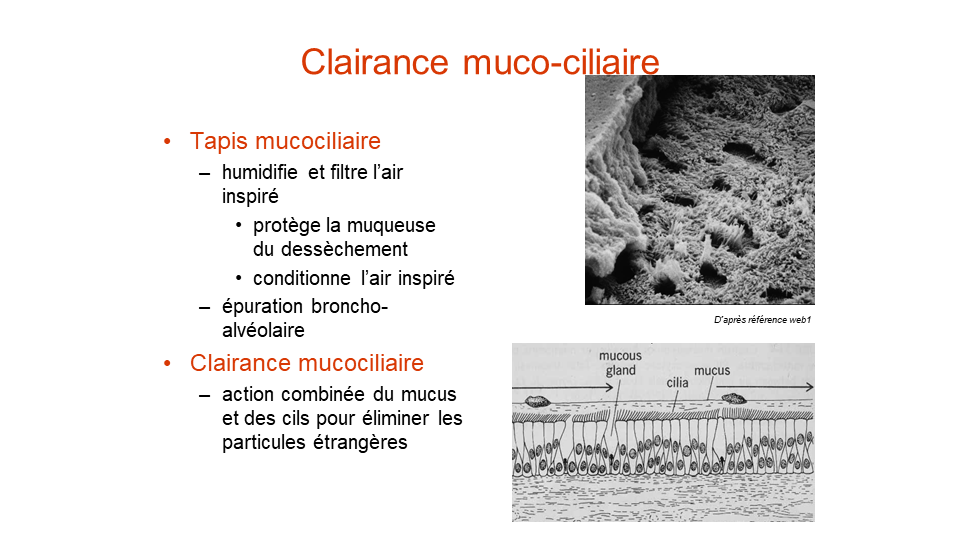 Clairance muco-ciliaire
• Tapis mucociliaire
– humidifie et filtre l’air
inspiré
• protège la muqueuse
du dessèchement
• conditionne l’air inspiré
– épuration broncho-
alvéolaire
• Clairance mucociliaire
– action combinée du mucus
et des cils pour éliminer les
particules étrangères
D'après référence web1
mucous
gland
cilia
mucus